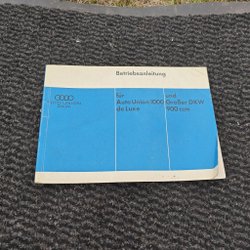 Betriebsanleitung
für
Auto Union 1000
de Luxe
und
Großer DKW
900 ccm